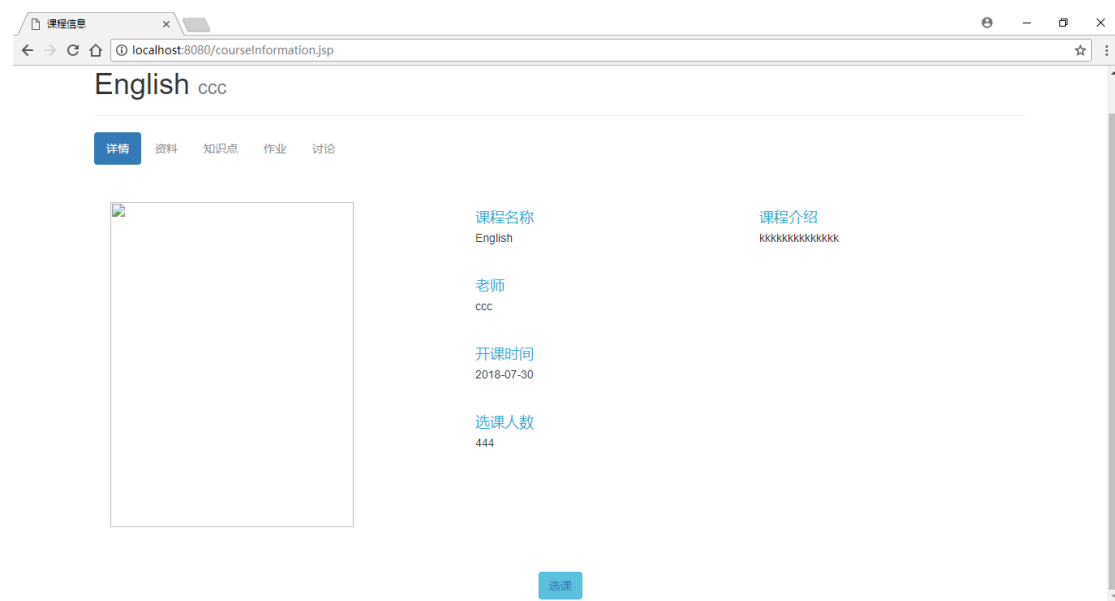 课程信息
localhost:8080/courseInformation.jsp
English ccc
详情 资料 知识点 作业 讨论
课程名称
English
老师
ccc
开课时间
2018-07-30
选课人数
444
课程介绍
kkkkkkkkkkkkkk
选课